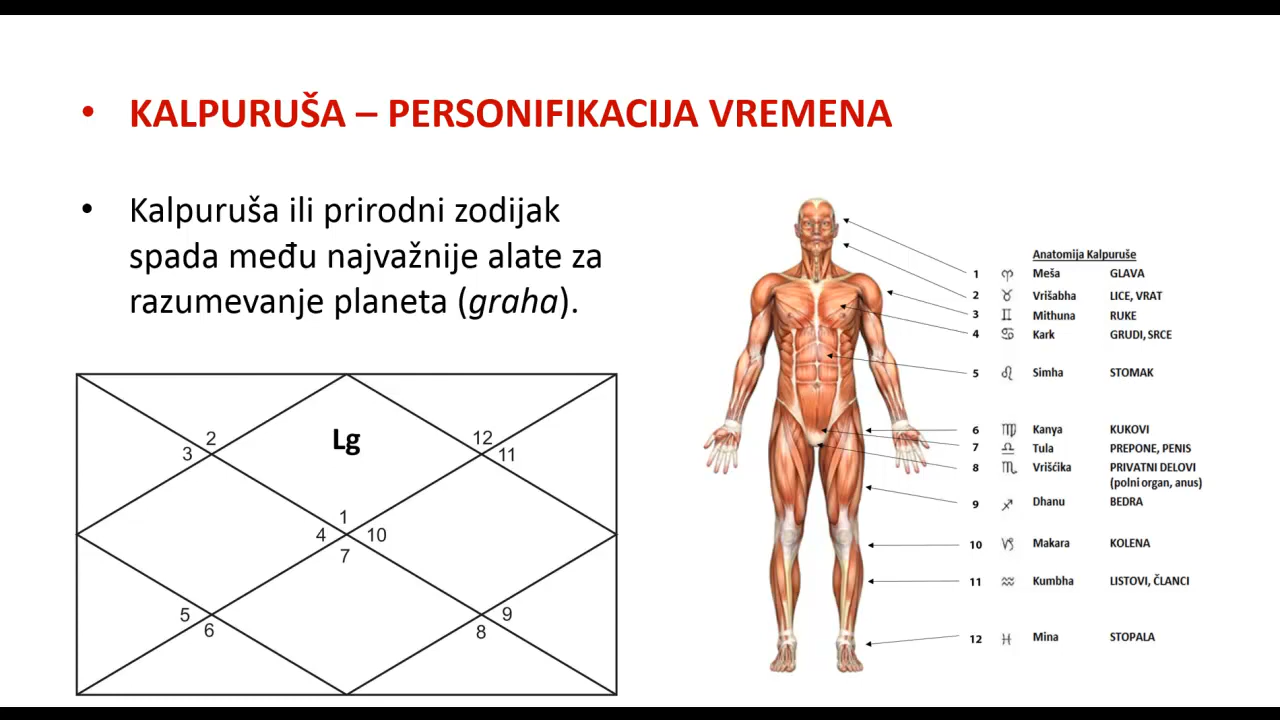 • KALPURUŠA – PERSONIFIKACIJA VREMENA
• Kalpuruša ili prirodni zodijak
spada među najvažnije alate za
razumevanje planeta (graha).
Lg
2
12
3
11
1
4
10
7
5
9
6
8
Anatomija Kalpuruše
1 ♈ Meša GLAVA
2 ♉ Vrišabha LICE, VRAT
3 ♊ Mithuna RUKE
4 ♋ Kark GRUDI, SRCE
5 ♌ Simha STOMAK
6 ♍ Kanya KUKOVI
7 ♎ Tula PREPONE, PENIS
8 ♏ Vrišćika PRIVATNI DELOVI
(polni organ, anus)
9 ♐ Dhanu BEDRA
10 ♑ Makara KOLENA
11 ♒ Kumbha LISTOVI, ČLANCI
12 ♓ Mina STOPALA